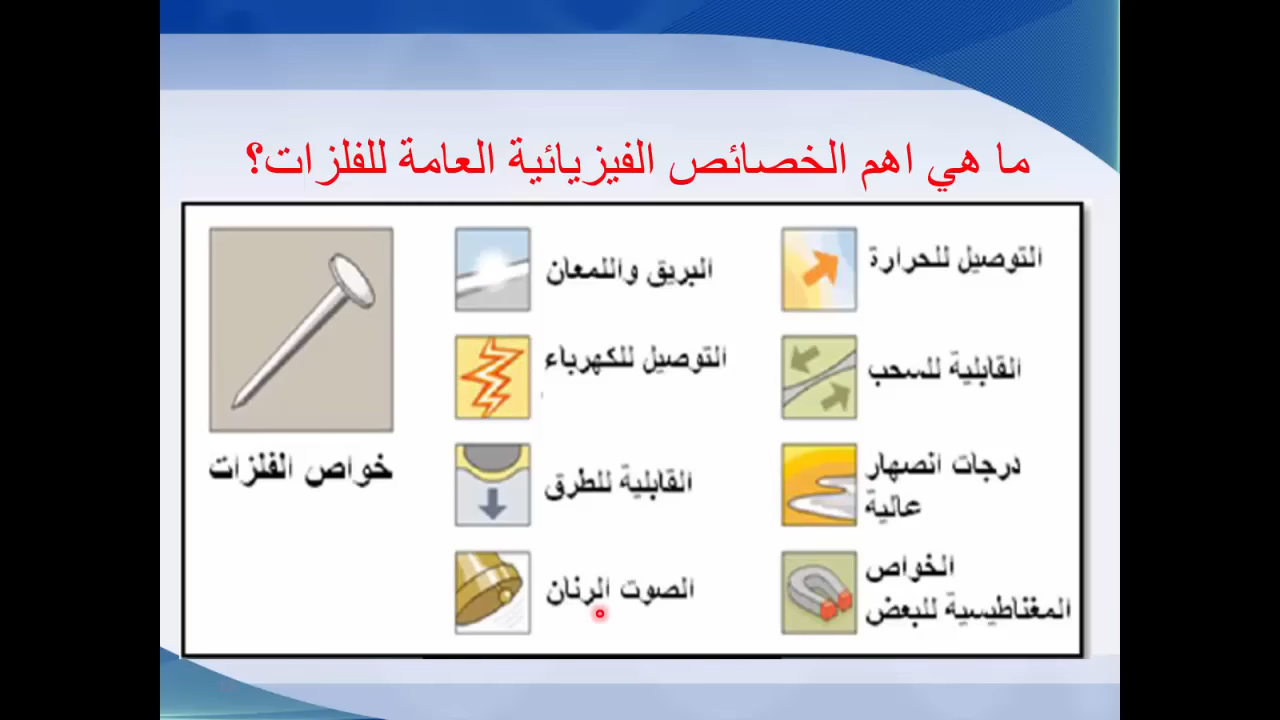 ما هي اهم الخصائص الفيزيائية العامة للفلزات؟
التوصيل للحرارة
البريق واللمعان
القابلية للسحب
التوصيل للكهرباء
درجات انصهار
عالية
القابلية للطرق
الخواص
المغناطيسية للبعض
الصوت الرنان
خواص الفلزات